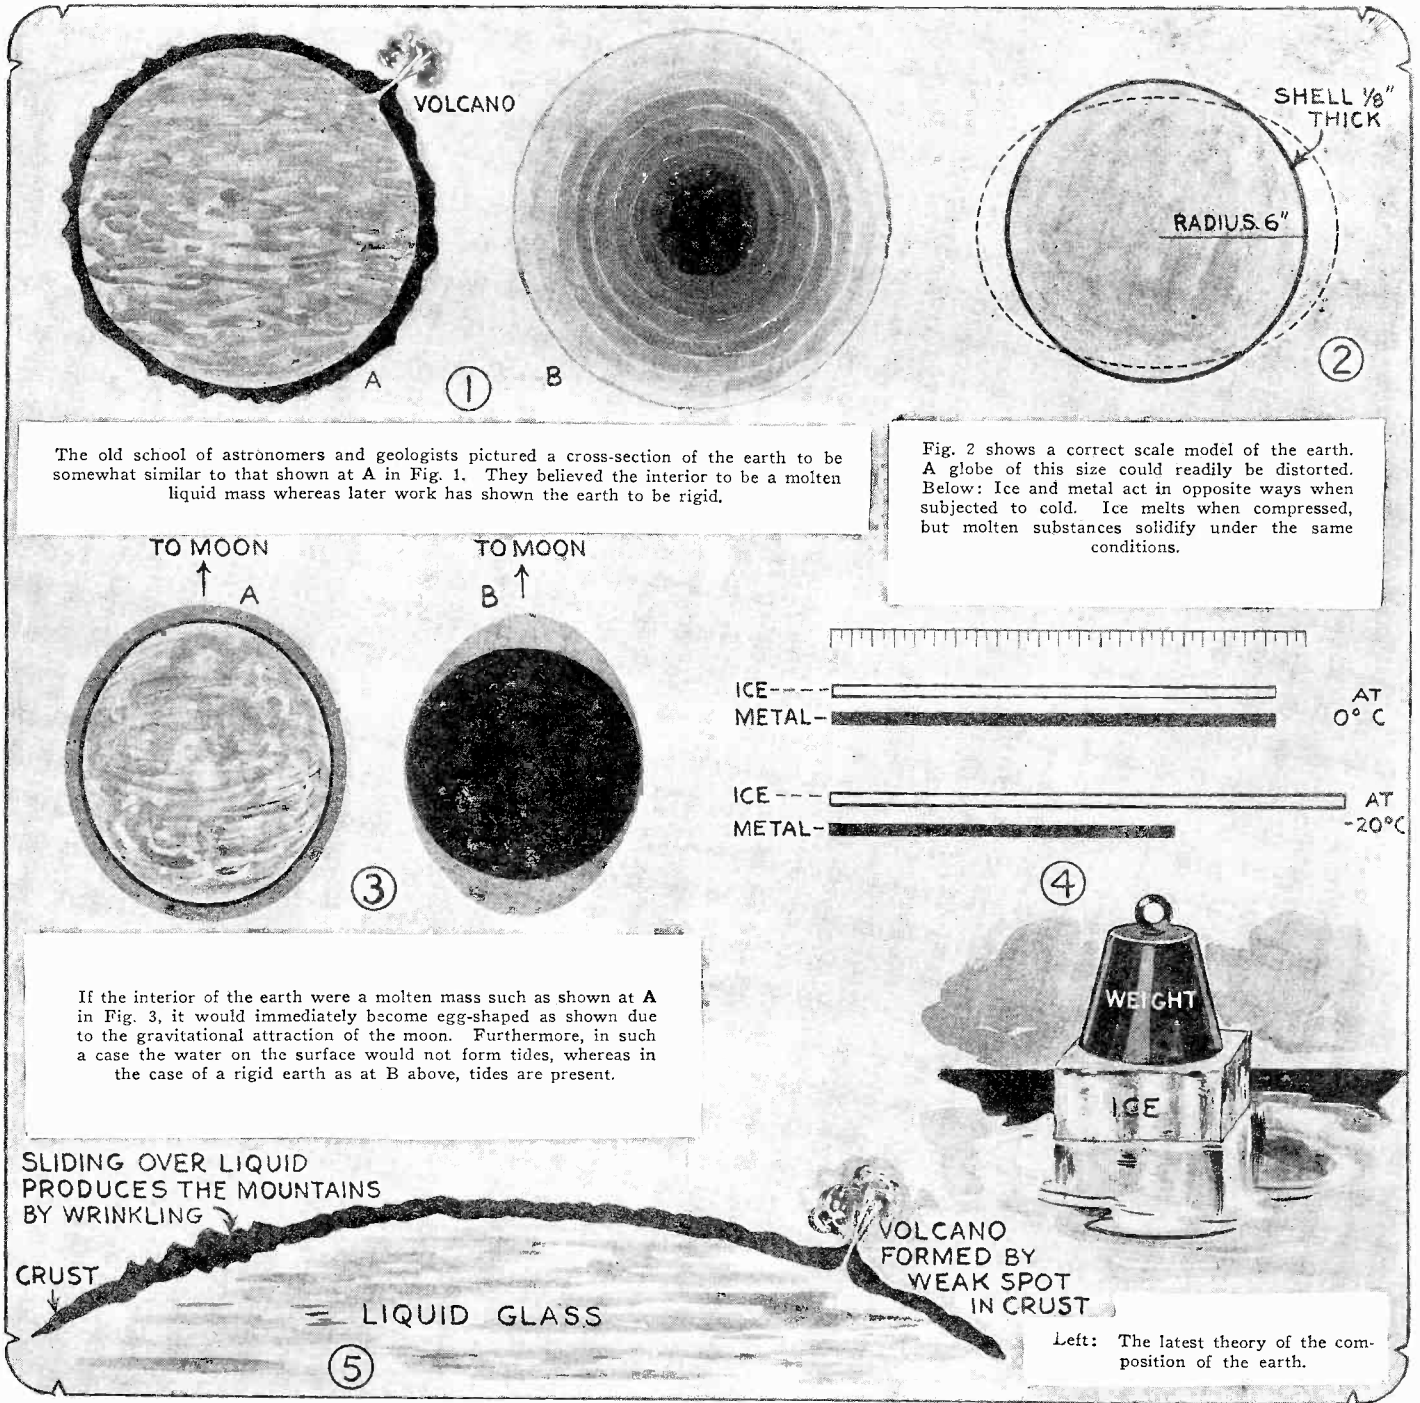 VOLCANO
A
1
B
SHELL 1/8"
THICK
RADIUS. 6"
2
The old school of astronomers and geologists pictured a cross-section of the earth to be
somewhat similar to that shown at A in Fig. 1. They believed the interior to be a molten
liquid mass whereas later work has shown the earth to be rigid.
Fig. 2 shows a correct scale model of the earth.
A globe of this size could readily be distorted.
Below: Ice and metal act in opposite ways when
subjected to cold. Ice melts when compressed,
but molten substances solidify under the same
conditions.
TO MOON
A
TO MOON
B
3
ICE
METAL
AT
0° C
ICE
METAL
AT
-20°C
4
WEIGHT
ICE
If the interior of the earth were a molten mass such as shown at A
in Fig. 3, it would immediately become egg-shaped as shown due
to the gravitational attraction of the moon. Furthermore, in such
a case the water on the surface would not form tides, whereas in
the case of a rigid earth as at B above, tides are present.
SLIDING OVER LIQUID
PRODUCES THE MOUNTAINS
BY WRINKLING
CRUST
LIQUID GLASS
5
VOLCANO
FORMED BY
WEAK SPOT
IN CRUST
Left: The latest theory of the com-
position of the earth.